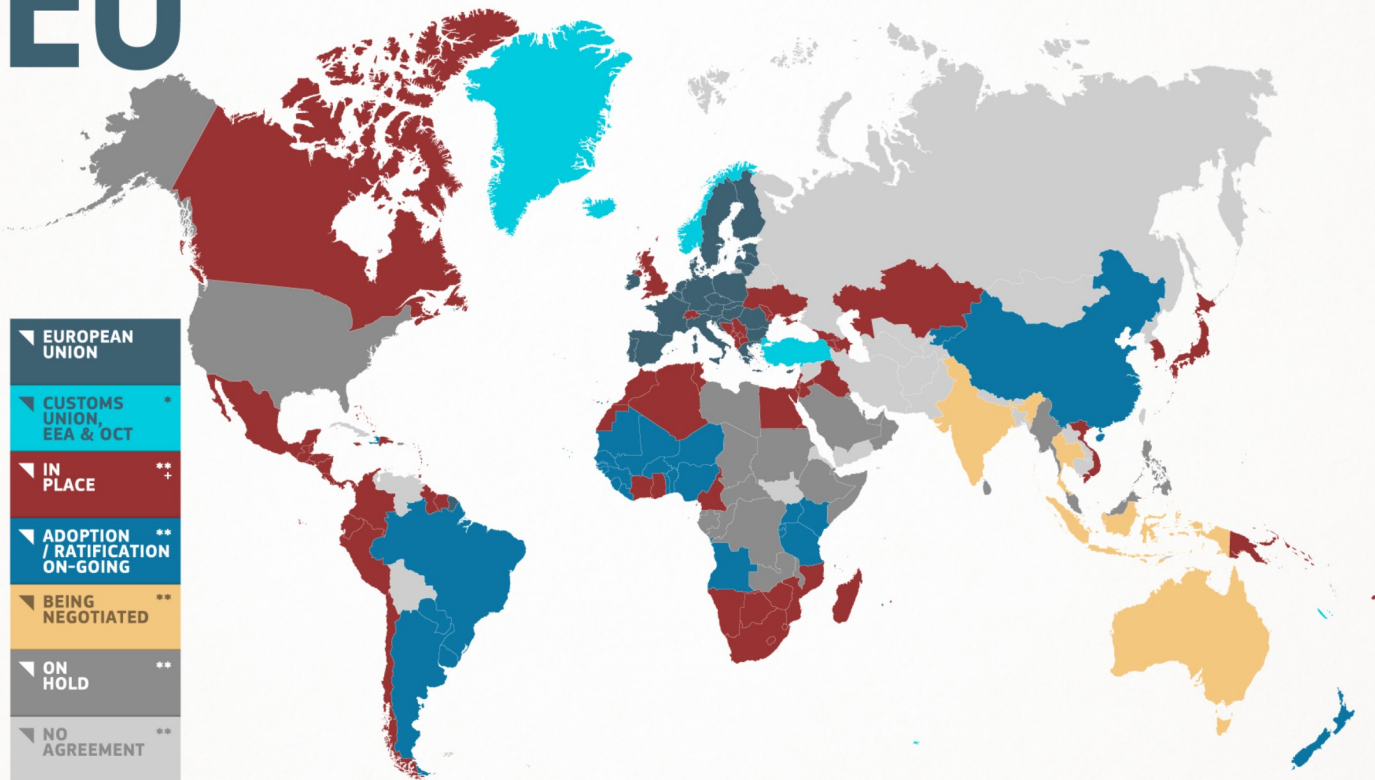 EU
EUROPEAN
UNION
CUSTOMS *
UNION,
EEA & OCT
IN **
PLACE +
ADOPTION **
/ RATIFICATION
ON-GOING
BEING **
NEGOTIATED
ON **
HOLD
NO **
AGREEMENT